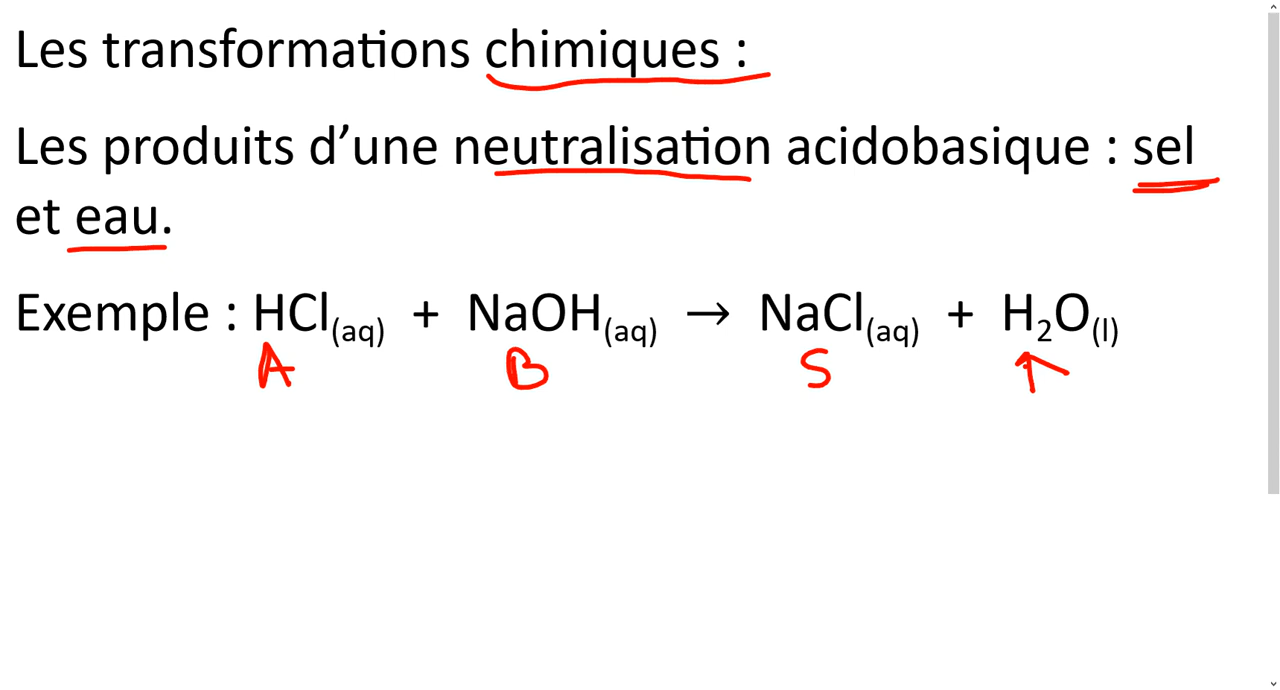 Les transformations chimiques :
Les produits d’une neutralisation acidobasique : sel
et eau.
Exemple : HCl(aq) + NaOH(aq) → NaCl(aq) + H₂O(l)
A B S ↑